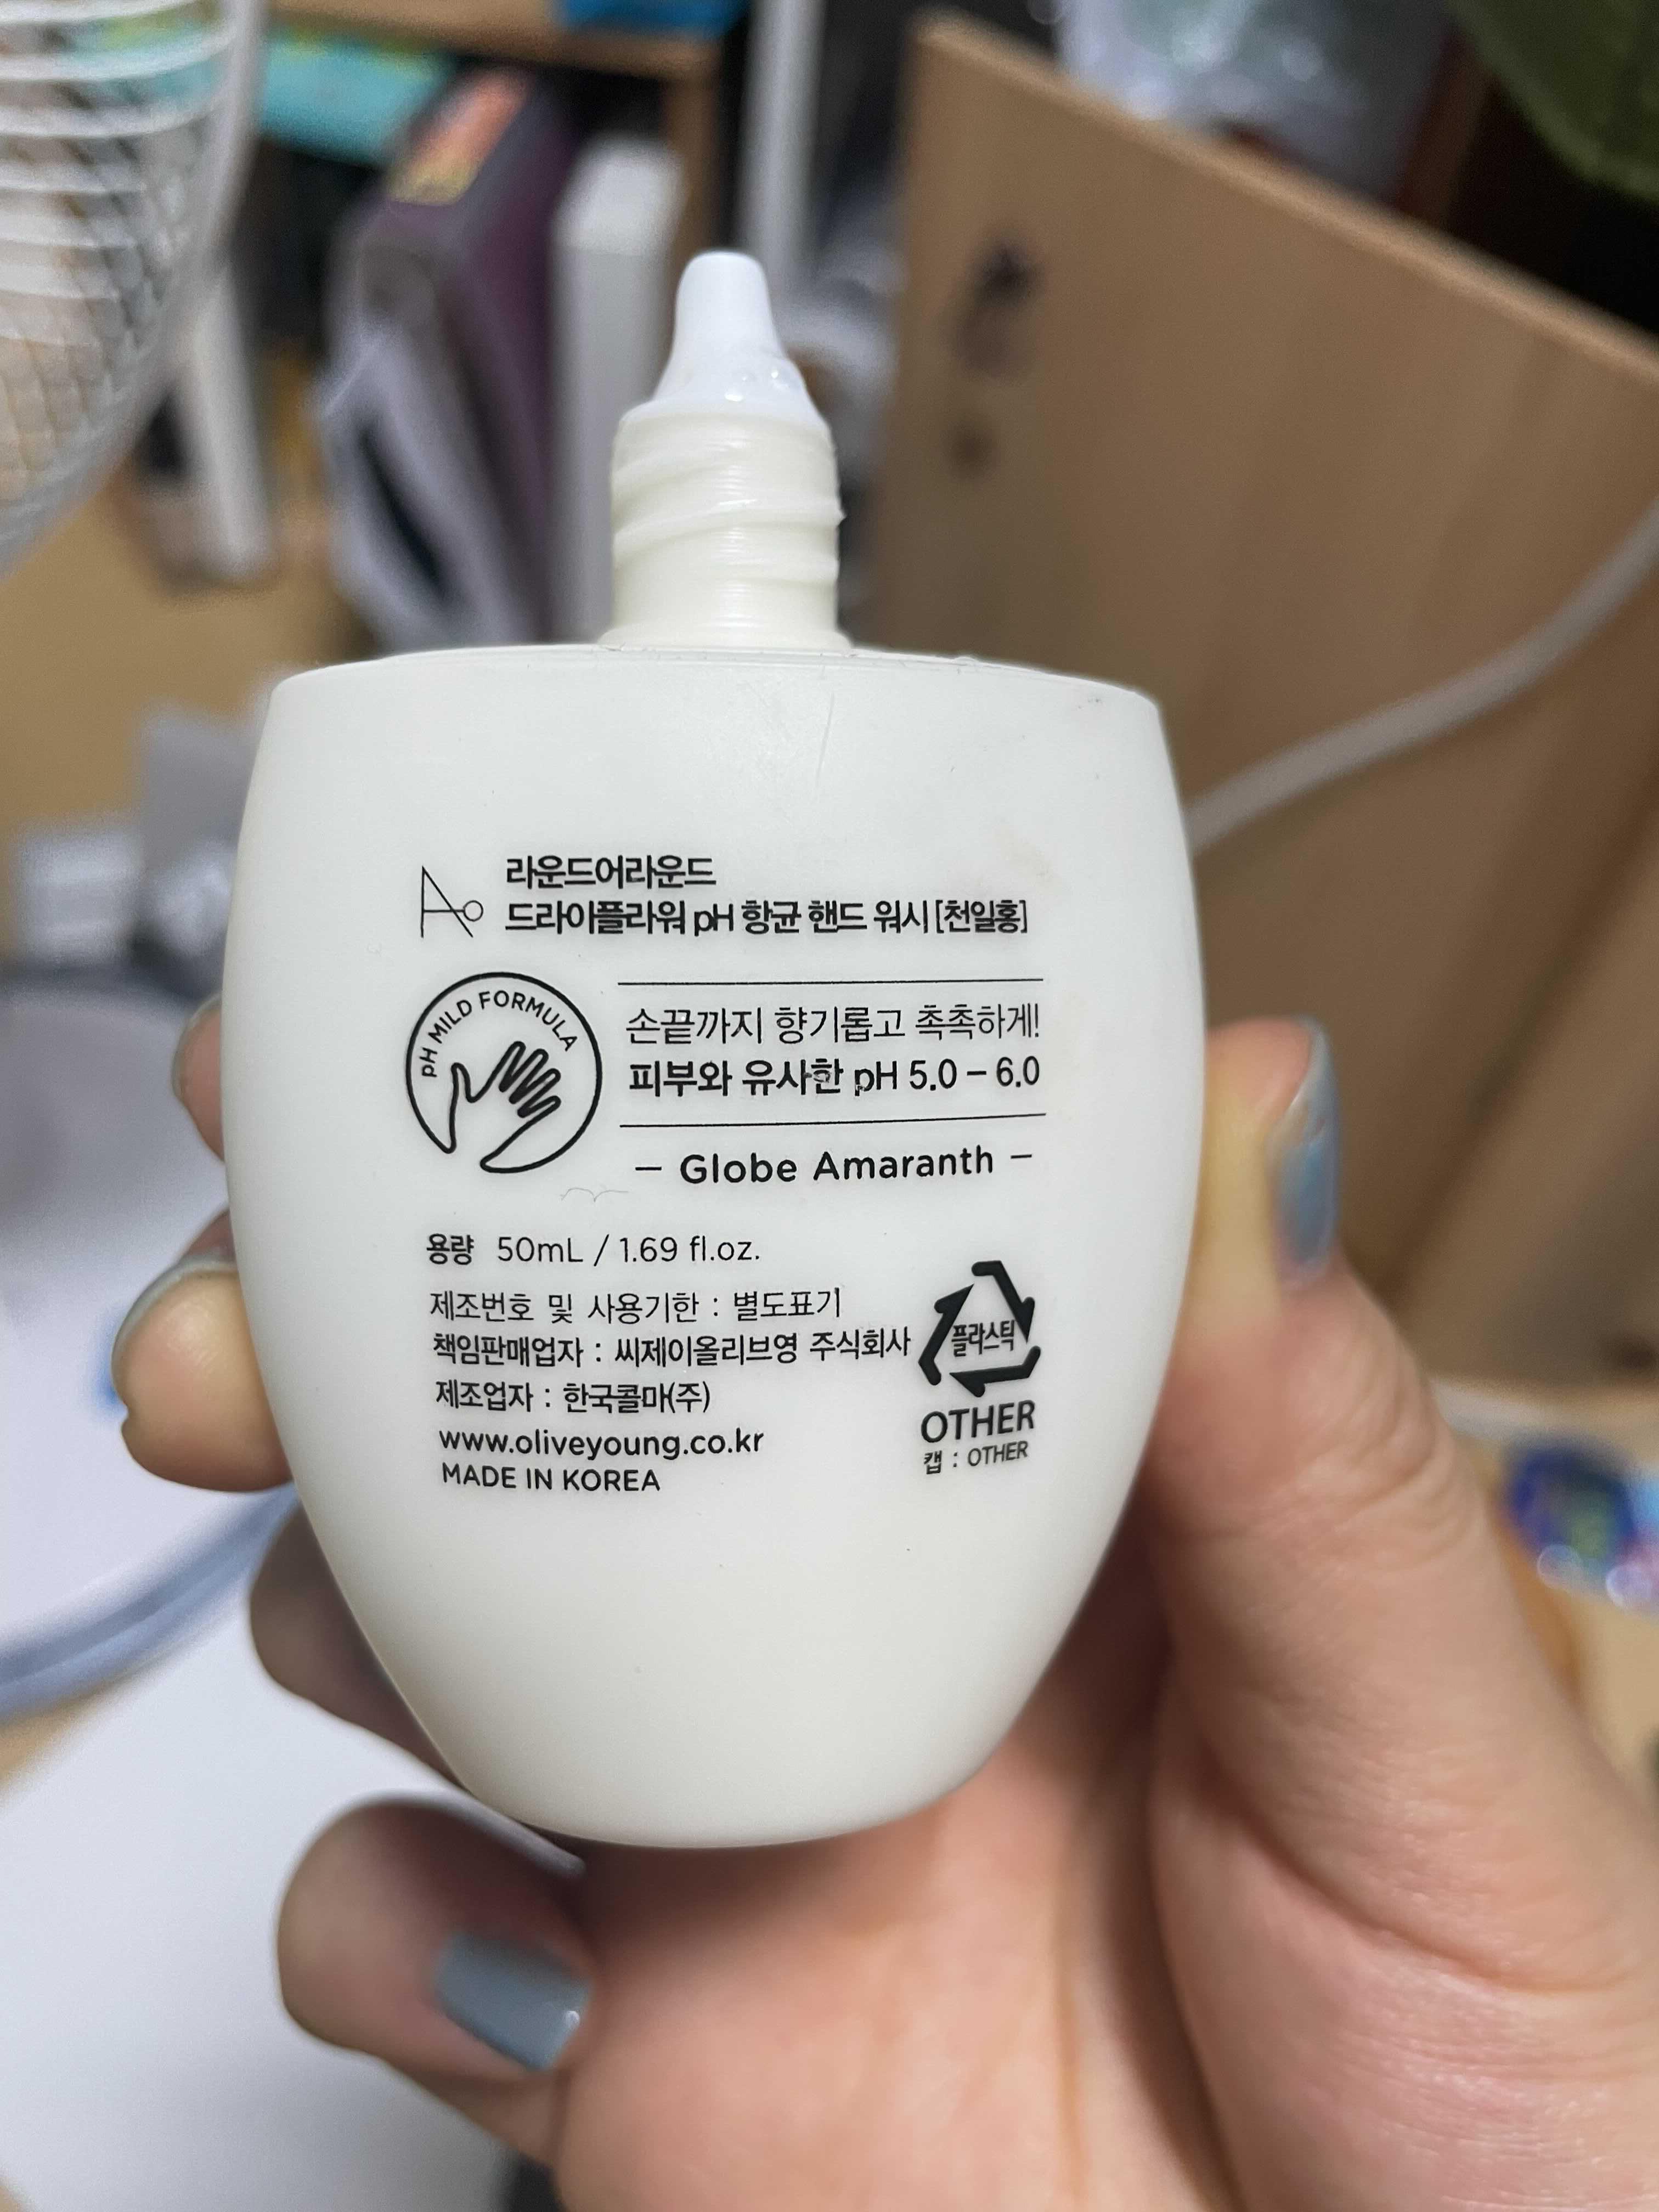 라운드어라운드
드라이플라워 pH 항균 핸드 워시 [천일홍]
pH MILD FORMULA
손끝까지 향기롭고 촉촉하게!
피부와 유사한 pH 5.0 – 6.0
– Globe Amaranth –
용량 50mL / 1.69 fl.oz.
제조번호 및 사용기한 : 별도표기
책임판매업자 : 씨제이올리브영 주식회사
제조업자 : 한국콜마(주)
www.oliveyoung.co.kr
MADE IN KOREA
플라스틱
OTHER
캡 : OTHER